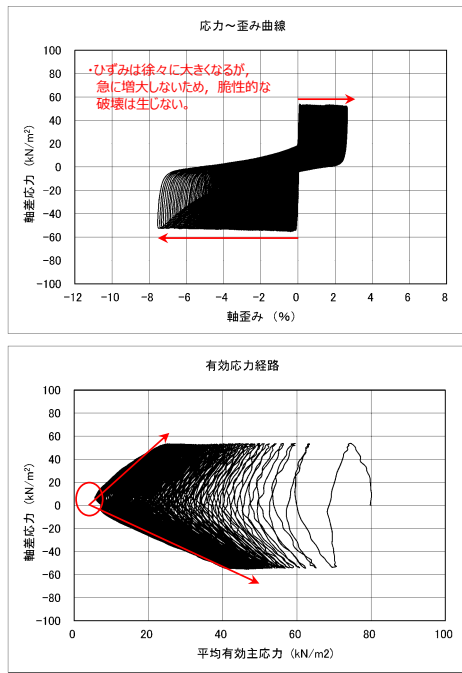 応力～歪み曲線
100
80
60
40
20
0
-20
-40
-60
-80
-100
・ひずみは徐々に大きくなるが,
急に増大しないため, 脆性的な
破壊は生じない。
軸差応力 (kN/m²)
-12 -10 -8 -6 -4 -2 0 2 4 6 8
軸歪み (%)
有効応力経路
100
80
60
40
20
0
-20
-40
-60
-80
-100
軸差応力 (kN/m²)
0 20 40 60 80 100
平均有効主応力 (kN/m2)